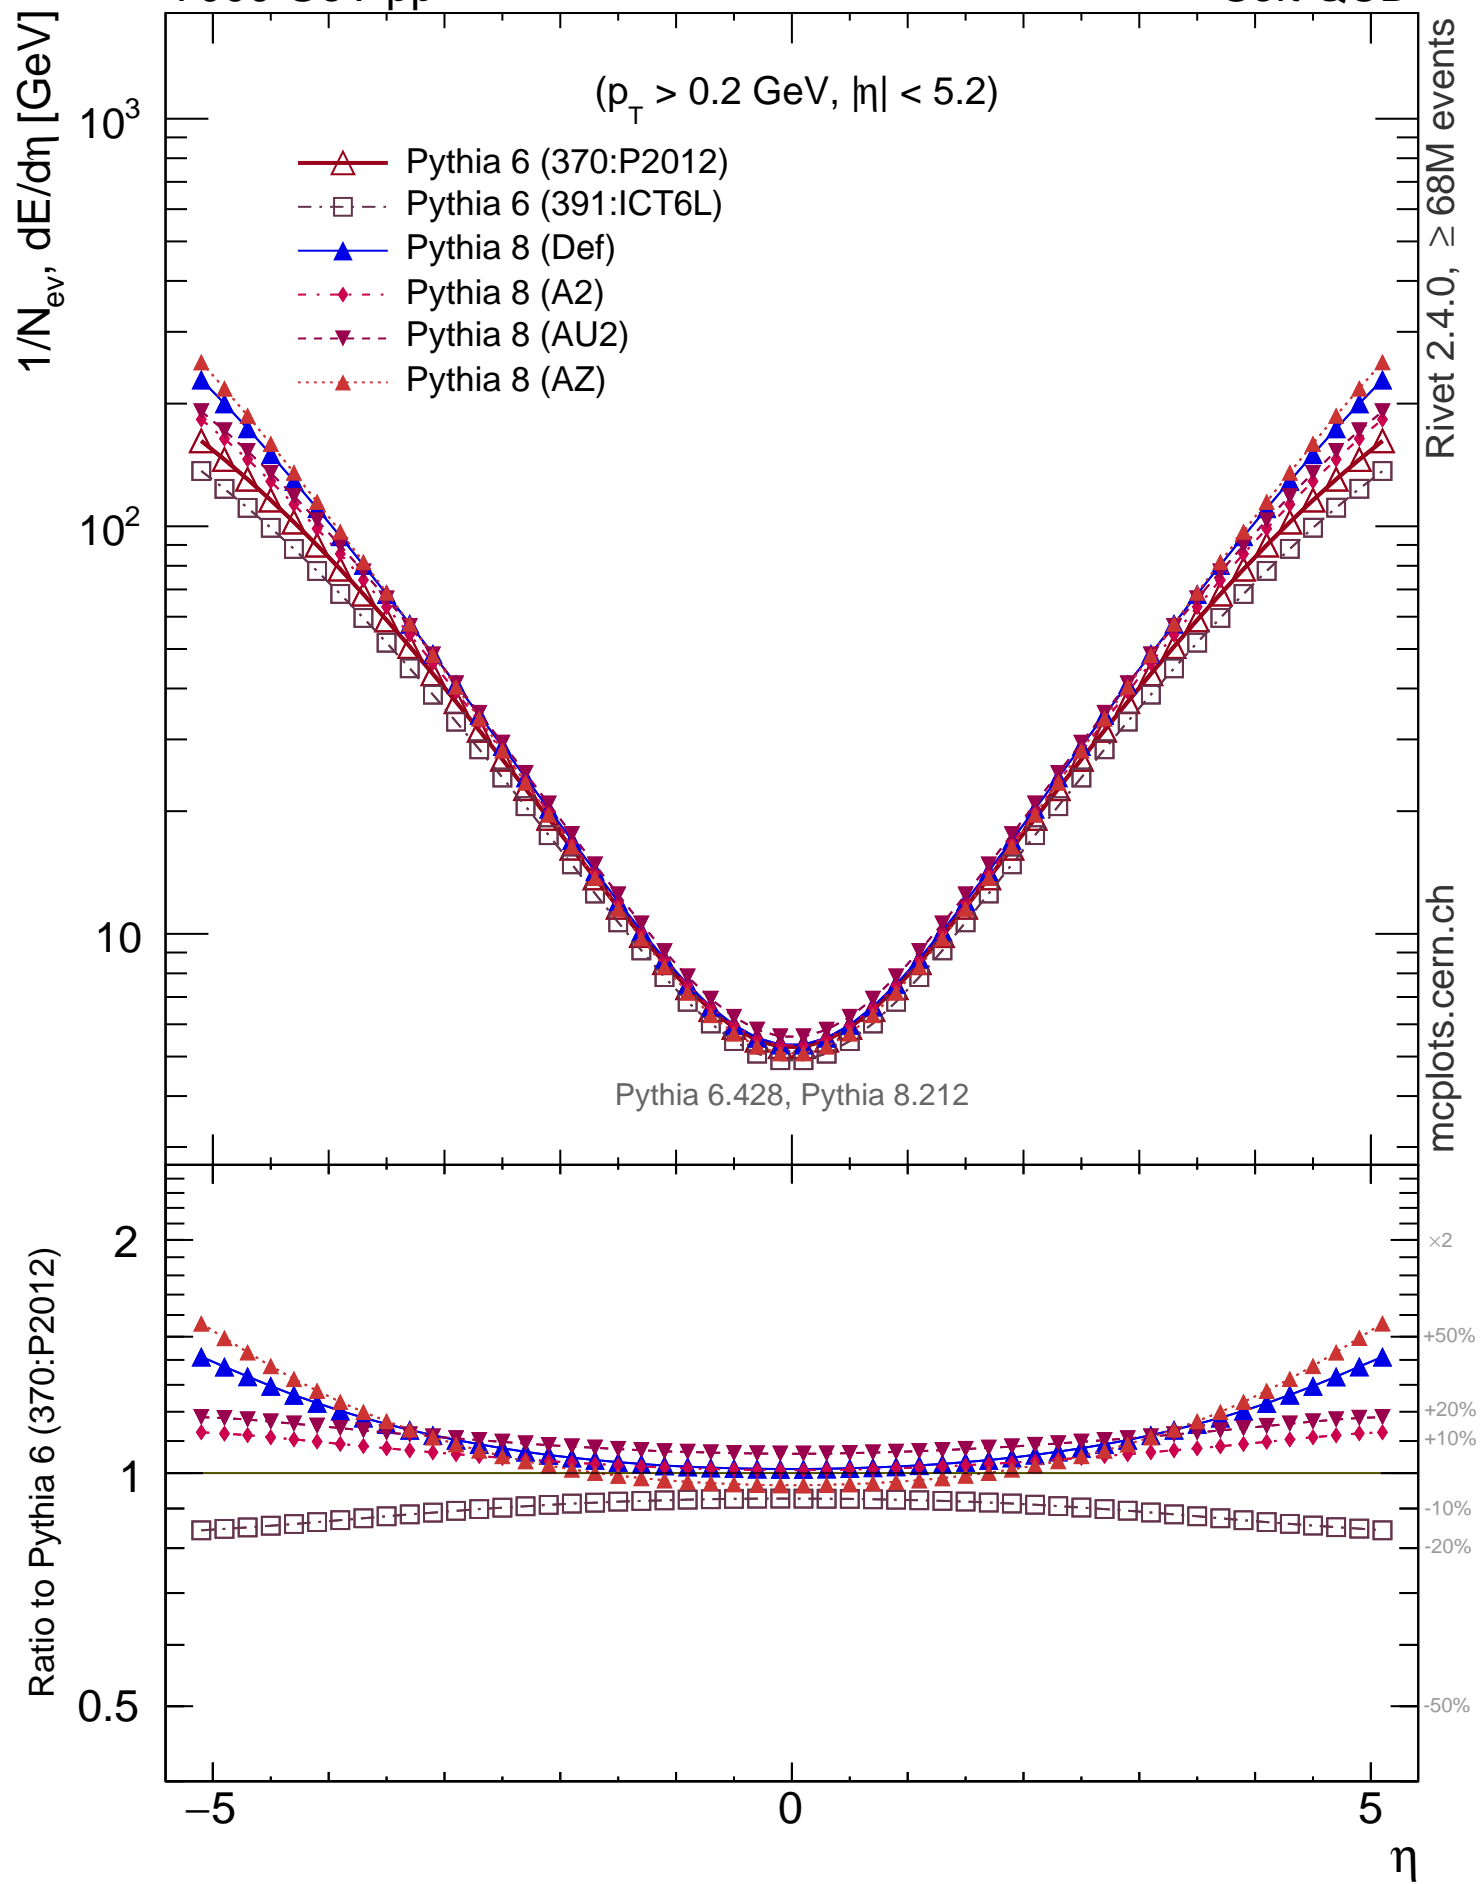 (p_T > 0.2 GeV, |η| < 5.2)
1/N_ev, dE/dη [GeV]
10^3
10^2
10
Pythia 6 (370:P2012)
Pythia 6 (391:ICT6L)
Pythia 8 (Def)
Pythia 8 (A2)
Pythia 8 (AU2)
Pythia 8 (AZ)
Pythia 6.428, Pythia 8.212
Rivet 2.4.0, ≥ 68M events
mcplots.cern.ch
Ratio to Pythia 6 (370:P2012)
2
1
0.5
×2
+50%
+20%
+10%
-10%
-20%
-50%
−5
0
5
η